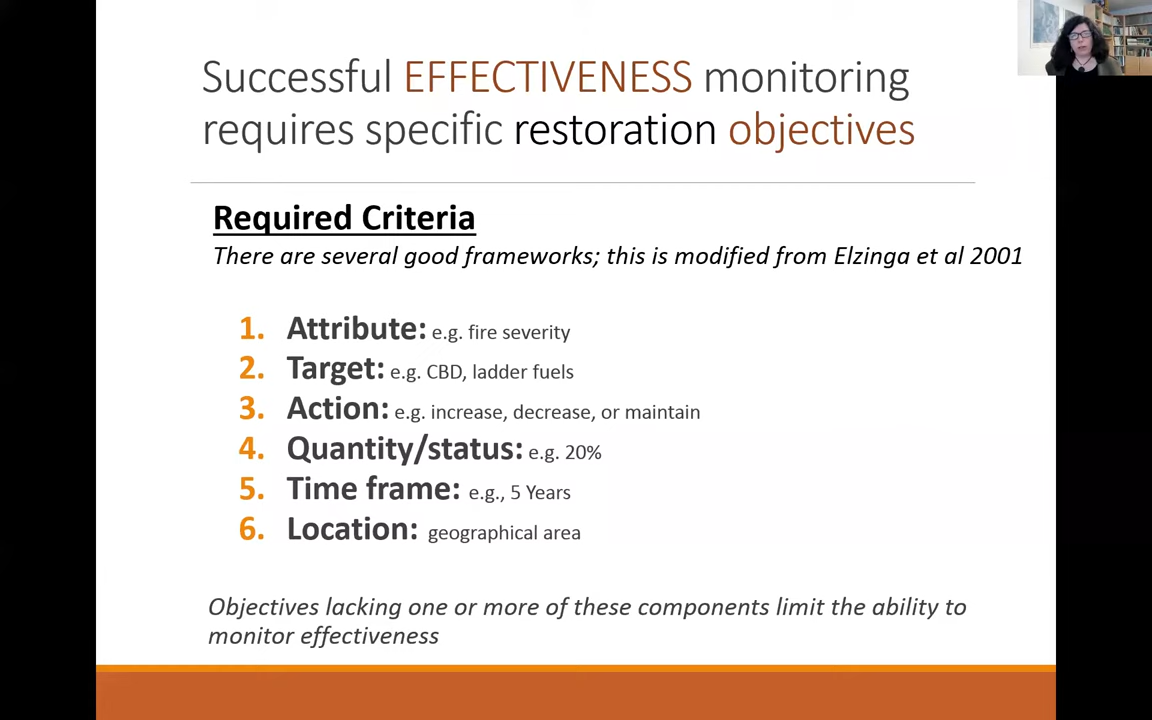 Successful EFFECTIVENESS monitoring
requires specific restoration objectives
Required Criteria
There are several good frameworks; this is modified from Elzinga et al 2001
1. Attribute: e.g. fire severity
2. Target: e.g. CBD, ladder fuels
3. Action: e.g. increase, decrease, or maintain
4. Quantity/status: e.g. 20%
5. Time frame: e.g., 5 Years
6. Location: geographical area
Objectives lacking one or more of these components limit the ability to
monitor effectiveness